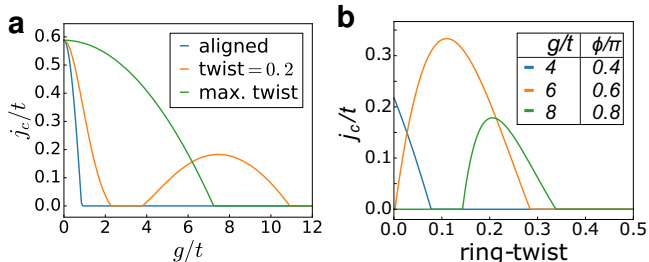 a
j_c/t
0.6
0.5
0.4
0.3
0.2
0.1
0.0
0 2 4 6 8 10 12
g/t
aligned
twist = 0.2
max. twist
b
j_c/t
0.3
0.2
0.1
0.0
0.0 0.1 0.2 0.3 0.4 0.5
ring-twist
g/t ϕ/π
4 0.4
6 0.6
8 0.8